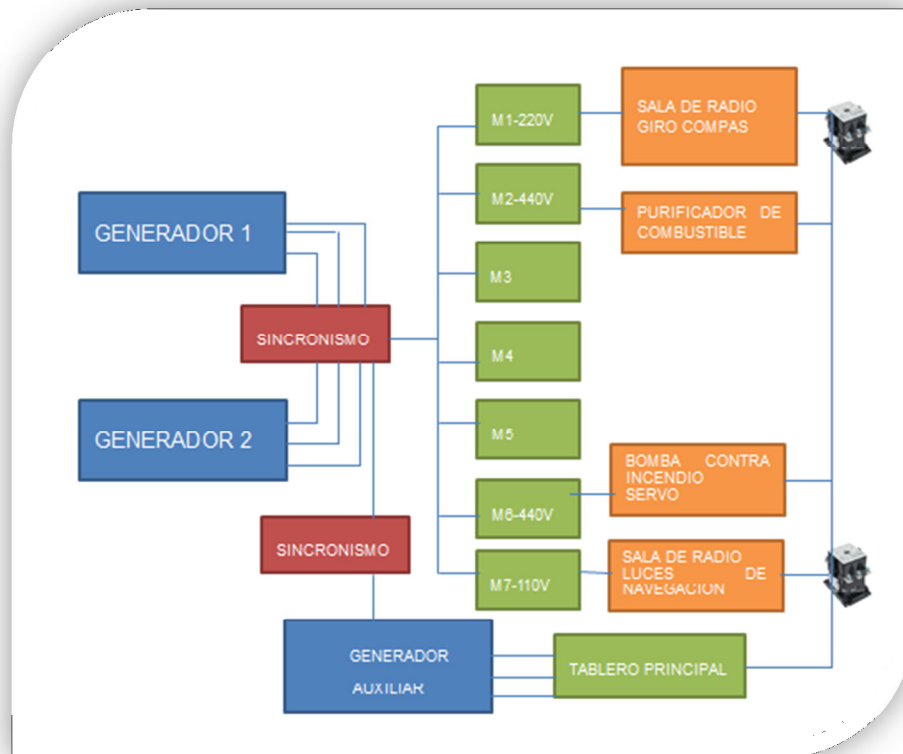 GENERADOR 1
SINCRONISMO
GENERADOR 2
SINCRONISMO
GENERADOR
AUXILIAR
M1-220V
M2-440V
M3
M4
M5
M6-440V
M7-110V
TABLERO PRINCIPAL
SALA DE RADIO
GIRO COMPAS
PURIFICADOR DE
COMBUSTIBLE
BOMBA CONTRA
INCENDIO
SERVO
SALA DE RADIO
LUCES DE
NAVEGACION